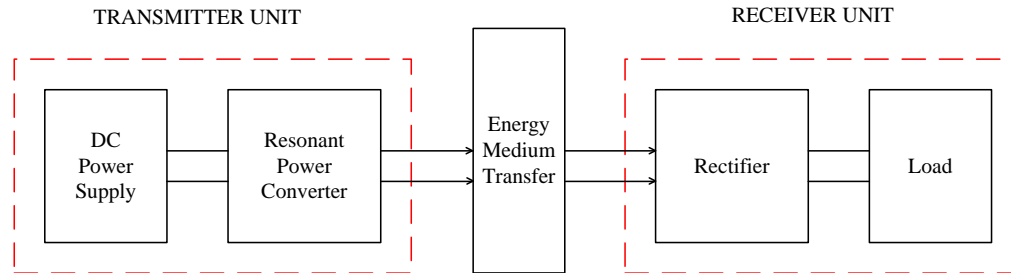 TRANSMITTER UNIT
RECEIVER UNIT
DC
Power
Supply
Resonant
Power
Converter
Energy
Medium
Transfer
Rectifier
Load